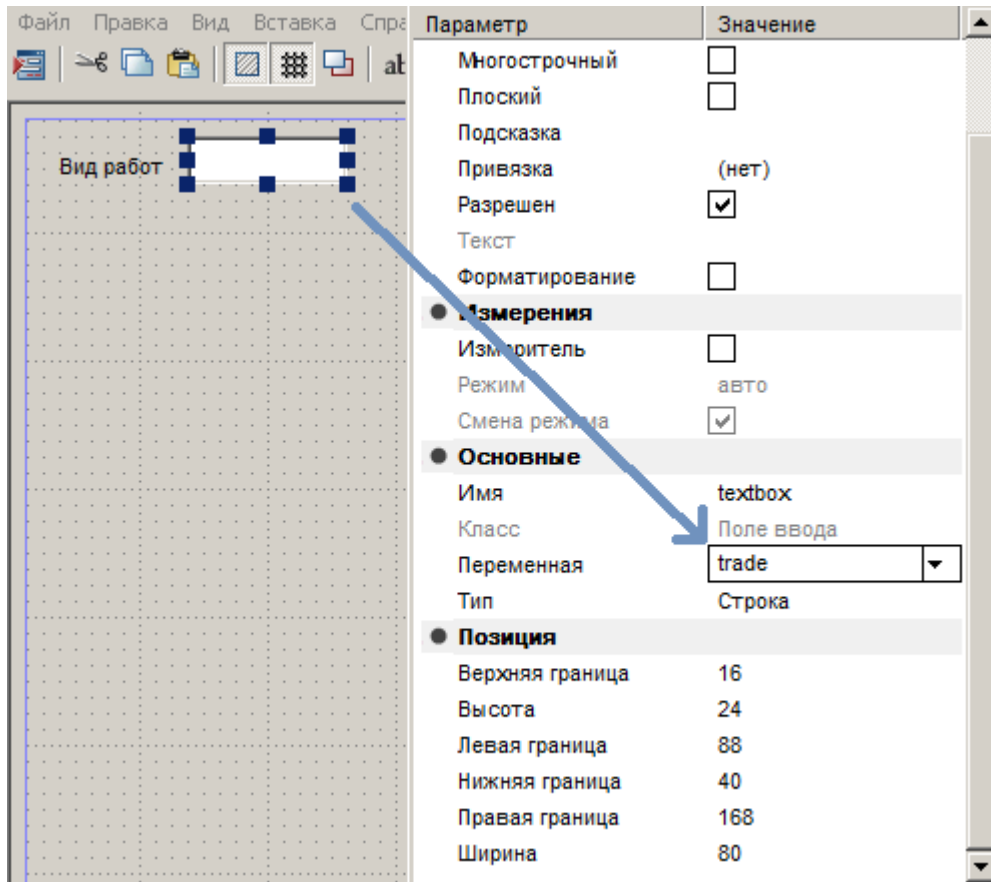 Файл Правка Вид Вставка Спра
ab
Вид работ
Параметр Значение
Многострочный
Плоский
Подсказка
Привязка (нет)
Разрешен
Текст
Форматирование
Измерения
Измеритель
Режим авто
Смена режима
Основные
Имя textbox
Класс Поле ввода
Переменная trade
Тип Строка
Позиция
Верхняя граница 16
Высота 24
Левая граница 88
Нижняя граница 40
Правая граница 168
Ширина 80